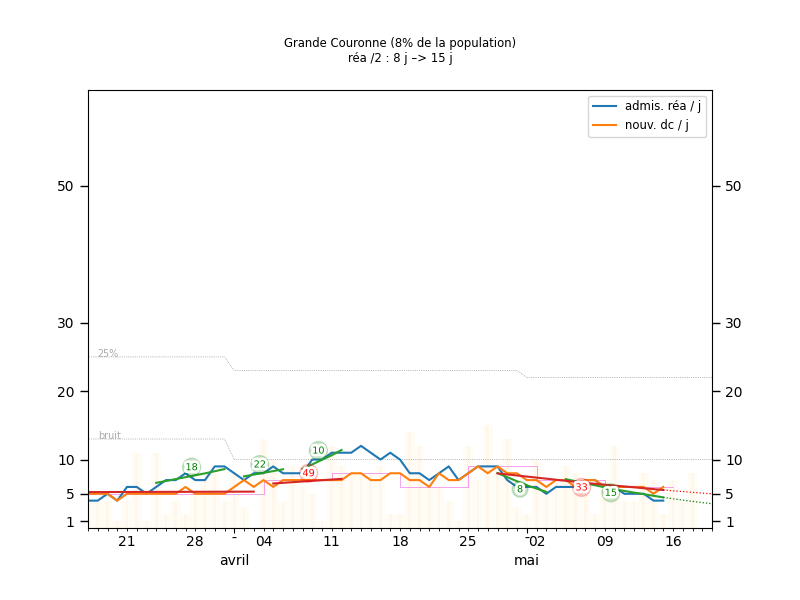 Grande Couronne (8% de la population)
réa /2 : 8 j –> 15 j
admis. réa / j
nouv. dc / j
50 50
30 30
25%
20 20
bruit
10 10
5 5
1 1
18 22 49 10 8 33 15
21 28 - 04 11 18 25 - 02 09 16
avril mai